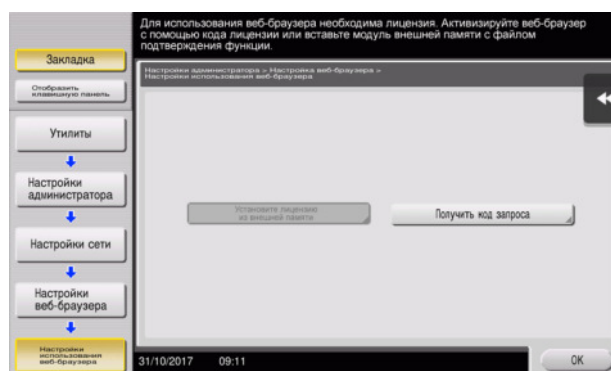 Для использования веб-браузера необходима лицензия. Активизируйте веб-браузер
с помощью кода лицензии или вставьте модуль внешней памяти с файлом
подтверждения функции.
Закладка
Отобразить
клавишную панель
Утилиты
Настройки
администратора
Настройки сети
Настройки
веб-браузера
Настройки
использования
веб-браузера
Настройки администратора > Настройка веб-браузера >
Настройки использования веб-браузера
Установите лицензию
из внешней памяти
Получить код запроса
31/10/2017 09:11
OK